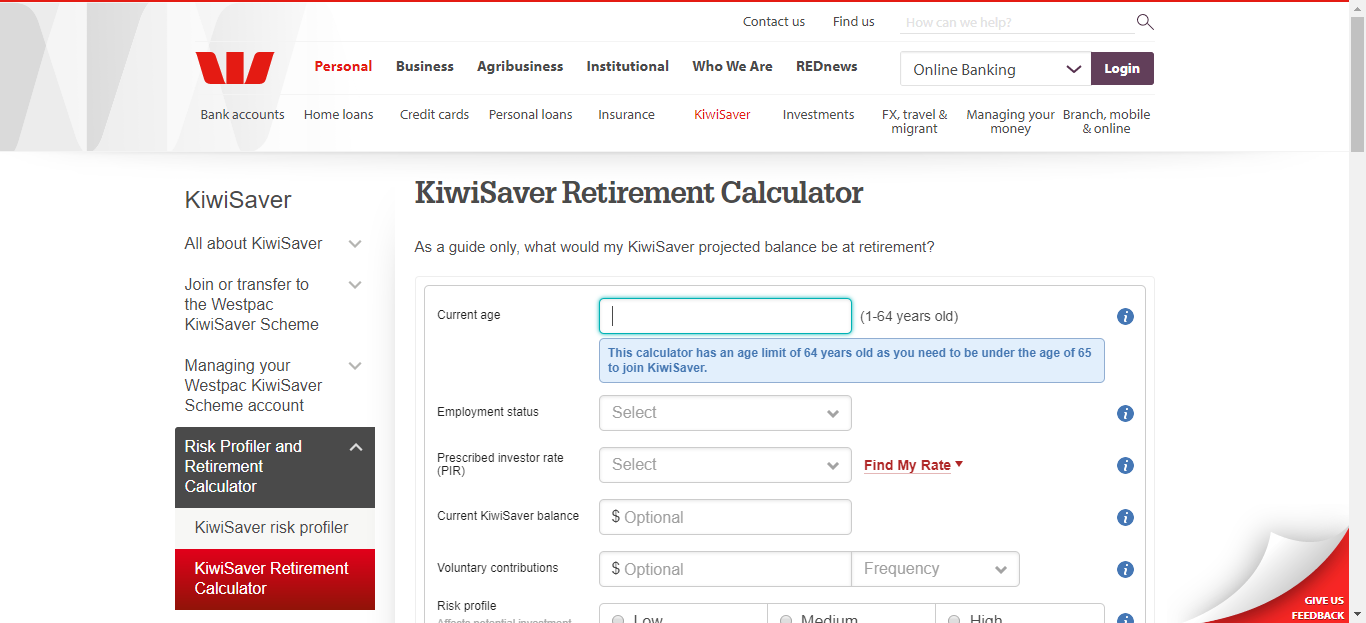 Contact us
Find us
How can we help?
Personal
Business
Agribusiness
Institutional
Who We Are
REDnews
Online Banking
Login
Bank accounts
Home loans
Credit cards
Personal loans
Insurance
KiwiSaver
Investments
FX, travel &
migrant
Managing your
money
Branch, mobile
& online
KiwiSaver
All about KiwiSaver
Join or transfer to
the Westpac
KiwiSaver Scheme
Managing your
Westpac KiwiSaver
Scheme account
Risk Profiler and
Retirement
Calculator
KiwiSaver risk profiler
KiwiSaver Retirement
Calculator
KiwiSaver Retirement Calculator
As a guide only, what would my KiwiSaver projected balance be at retirement?
Current age
(1-64 years old)
This calculator has an age limit of 64 years old as you need to be under the age of 65
to join KiwiSaver.
Employment status
Select
Prescribed investor rate
(PIR)
Select
Find My Rate
Current KiwiSaver balance
$ Optional
Voluntary contributions
$ Optional
Frequency
Risk profile
Affects potential investment
Low
Medium
High
GIVE US
FEEDBACK